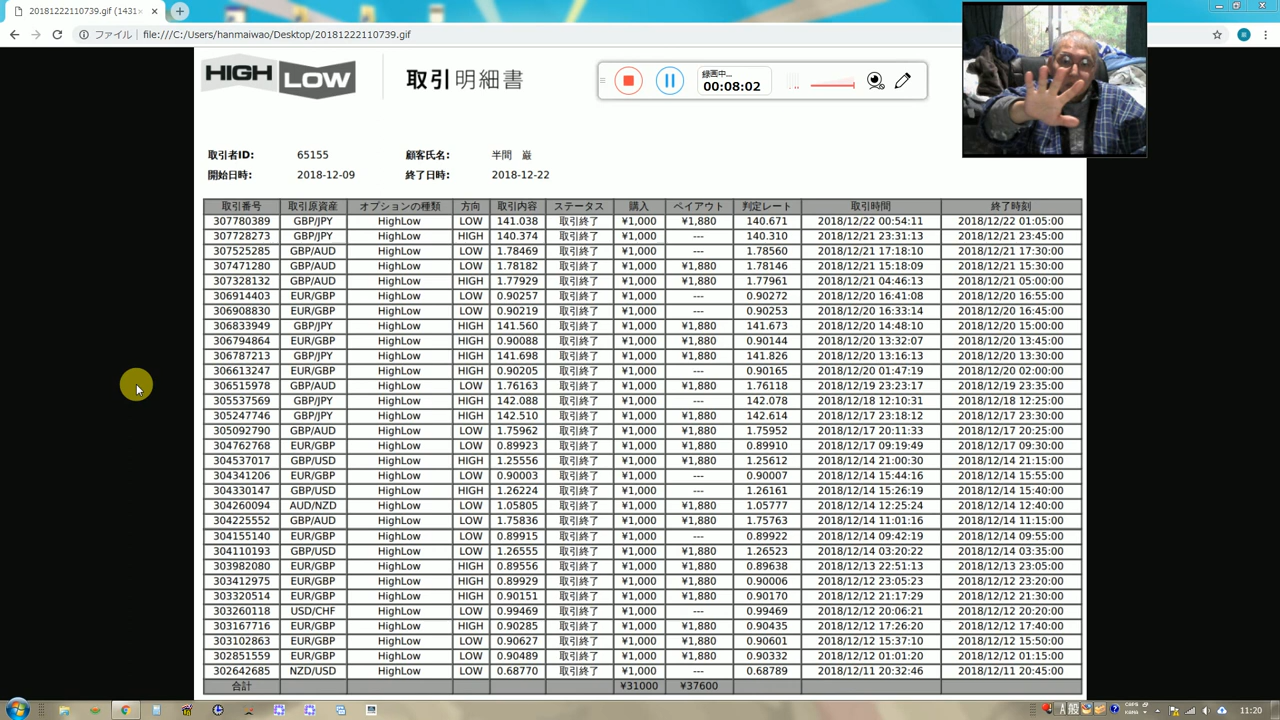 20181222110739.gif (1431×
ファイル file:///C:/Users/hanmaiwao/Desktop/20181222110739.gif
HIGH LOW 取引明細書
録画中...
00:08:02
取引者ID: 65155 顧客氏名: 半間 巌
開始日時: 2018-12-09 終了日時: 2018-12-22
取引番号 取引原資産 オプションの種類 方向 取引内容 ステータス 購入 ペイアウト 判定レート 取引時間 終了時刻
307780389 GBP/JPY HighLow LOW 141.038 取引終了 ¥1,000 ¥1,880 140.671 2018/12/22 00:54:11 2018/12/22 01:05:00
307728273 GBP/JPY HighLow HIGH 140.374 取引終了 ¥1,000 --- 140.310 2018/12/21 23:31:13 2018/12/21 23:45:00
307525285 GBP/AUD HighLow LOW 1.78469 取引終了 ¥1,000 --- 1.78560 2018/12/21 17:18:10 2018/12/21 17:30:00
307471280 GBP/AUD HighLow LOW 1.78182 取引終了 ¥1,000 ¥1,880 1.78146 2018/12/21 15:18:09 2018/12/21 15:30:00
307328132 GBP/AUD HighLow HIGH 1.77929 取引終了 ¥1,000 ¥1,880 1.77961 2018/12/21 04:46:13 2018/12/21 05:00:00
306914403 EUR/GBP HighLow LOW 0.90257 取引終了 ¥1,000 --- 0.90272 2018/12/20 16:41:08 2018/12/20 16:55:00
306908830 EUR/GBP HighLow LOW 0.90219 取引終了 ¥1,000 --- 0.90253 2018/12/20 16:33:14 2018/12/20 16:45:00
306833949 GBP/JPY HighLow HIGH 141.560 取引終了 ¥1,000 ¥1,880 141.673 2018/12/20 14:48:10 2018/12/20 15:00:00
306794864 EUR/GBP HighLow HIGH 0.90088 取引終了 ¥1,000 ¥1,880 0.90144 2018/12/20 13:32:07 2018/12/20 13:45:00
306787213 GBP/JPY HighLow HIGH 141.698 取引終了 ¥1,000 ¥1,880 141.826 2018/12/20 13:16:13 2018/12/20 13:30:00
306613247 EUR/GBP HighLow HIGH 0.90205 取引終了 ¥1,000 --- 0.90165 2018/12/20 01:47:19 2018/12/20 02:00:00
306515978 GBP/AUD HighLow LOW 1.76163 取引終了 ¥1,000 ¥1,880 1.76118 2018/12/19 23:23:17 2018/12/19 23:35:00
305537569 GBP/JPY HighLow HIGH 142.088 取引終了 ¥1,000 --- 142.078 2018/12/18 12:10:31 2018/12/18 12:25:00
305247746 GBP/JPY HighLow HIGH 142.510 取引終了 ¥1,000 ¥1,880 142.614 2018/12/17 23:18:12 2018/12/17 23:30:00
305092790 GBP/AUD HighLow LOW 1.75962 取引終了 ¥1,000 ¥1,880 1.75952 2018/12/17 20:11:33 2018/12/17 20:25:00
304762768 EUR/GBP HighLow LOW 0.89923 取引終了 ¥1,000 ¥1,880 0.89910 2018/12/17 09:19:49 2018/12/17 09:30:00
304537017 GBP/USD HighLow HIGH 1.25556 取引終了 ¥1,000 ¥1,880 1.25612 2018/12/14 21:00:30 2018/12/14 21:15:00
304341206 EUR/GBP HighLow LOW 0.90003 取引終了 ¥1,000 --- 0.90007 2018/12/14 15:44:16 2018/12/14 15:55:00
304330147 GBP/USD HighLow HIGH 1.26224 取引終了 ¥1,000 --- 1.26161 2018/12/14 15:26:19 2018/12/14 15:40:00
304260094 AUD/NZD HighLow LOW 1.05805 取引終了 ¥1,000 ¥1,880 1.05777 2018/12/14 12:25:24 2018/12/14 12:40:00
304225552 GBP/AUD HighLow LOW 1.75836 取引終了 ¥1,000 ¥1,880 1.75763 2018/12/14 11:01:16 2018/12/14 11:15:00
304155140 EUR/GBP HighLow LOW 0.89915 取引終了 ¥1,000 --- 0.89922 2018/12/14 09:42:19 2018/12/14 09:55:00
304110193 GBP/USD HighLow LOW 1.26555 取引終了 ¥1,000 ¥1,880 1.26523 2018/12/14 03:20:22 2018/12/14 03:35:00
303982080 EUR/GBP HighLow HIGH 0.89556 取引終了 ¥1,000 ¥1,880 0.89638 2018/12/13 22:51:13 2018/12/13 23:05:00
303412975 EUR/GBP HighLow HIGH 0.89929 取引終了 ¥1,000 ¥1,880 0.90006 2018/12/12 23:05:23 2018/12/12 23:20:00
303320514 EUR/GBP HighLow HIGH 0.90151 取引終了 ¥1,000 ¥1,880 0.90170 2018/12/12 21:17:29 2018/12/12 21:30:00
303260118 USD/CHF HighLow LOW 0.99469 取引終了 ¥1,000 --- 0.99469 2018/12/12 20:06:21 2018/12/12 20:20:00
303167716 EUR/GBP HighLow HIGH 0.90285 取引終了 ¥1,000 ¥1,880 0.90435 2018/12/12 17:26:20 2018/12/12 17:40:00
303102863 EUR/GBP HighLow LOW 0.90627 取引終了 ¥1,000 ¥1,880 0.90601 2018/12/12 15:37:10 2018/12/12 15:50:00
302851559 EUR/GBP HighLow LOW 0.90489 取引終了 ¥1,000 ¥1,880 0.90332 2018/12/12 01:01:20 2018/12/12 01:15:00
302642685 NZD/USD HighLow LOW 0.68770 取引終了 ¥1,000 --- 0.68789 2018/12/11 20:32:46 2018/12/11 20:45:00
合計 ¥31000 ¥37600
A 般 11:20